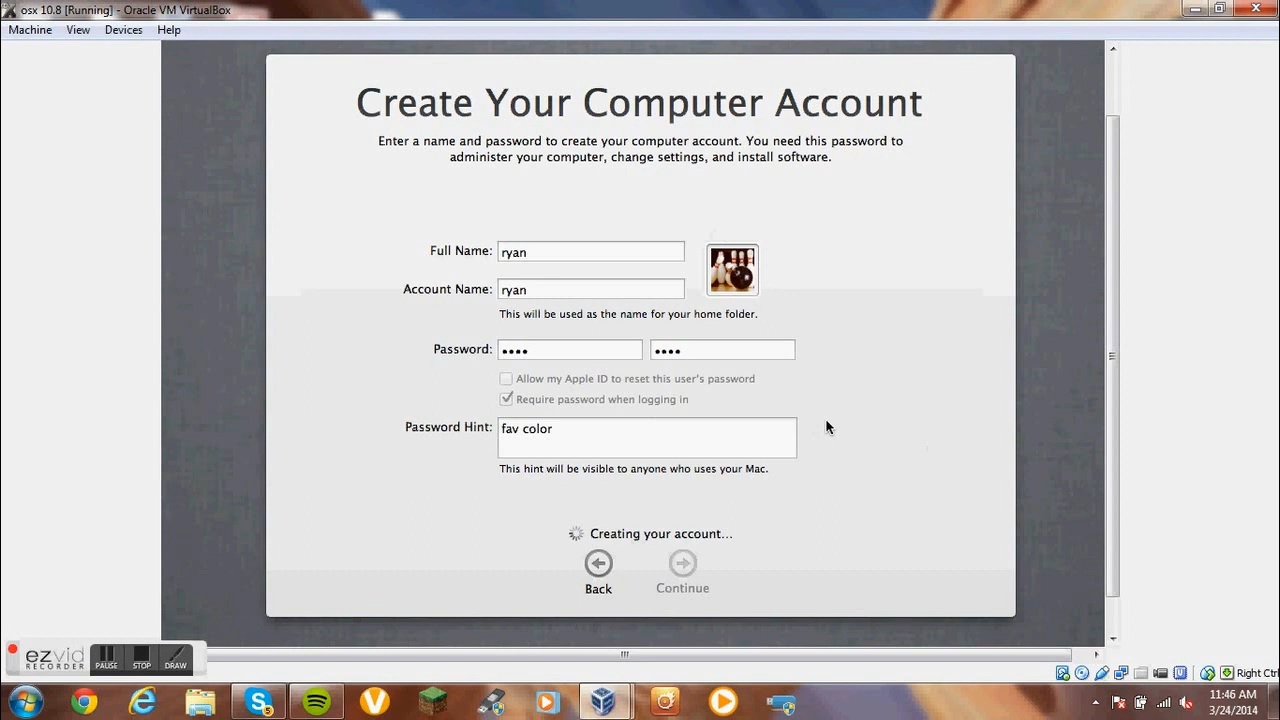 osx 10.8 [Running] - Oracle VM VirtualBox
Machine View Devices Help
Create Your Computer Account
Enter a name and password to create your computer account. You need this password to
administer your computer, change settings, and install software.
Full Name: ryan
Account Name: ryan
This will be used as the name for your home folder.
Password: •••• ••••
Allow my Apple ID to reset this user's password
Require password when logging in
Password Hint: fav color
This hint will be visible to anyone who uses your Mac.
Creating your account...
Back Continue
ezvid
RECORDER
PAUSE STOP DRAW
Right Ctrl
11:46 AM
3/24/2014